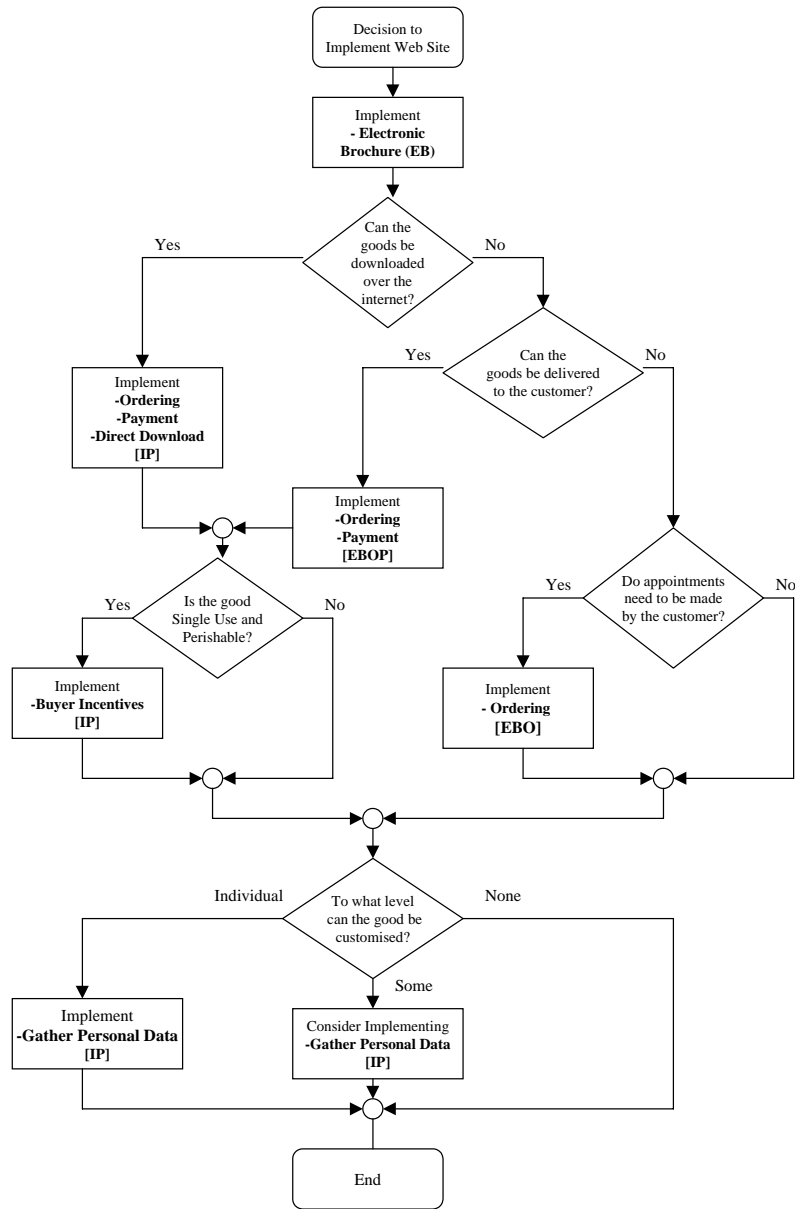 Decision to
Implement Web Site
Implement
- Electronic
Brochure (EB)
Can the
goods be
downloaded
over the
internet?
Yes
No
Can the
goods be delivered
to the customer?
Yes
No
Implement
-Ordering
-Payment
-Direct Download
[IP]
Implement
-Ordering
-Payment
[EBOP]
Is the good
Single Use and
Perishable?
Yes
No
Do appointments
need to be made
by the customer?
Yes
No
Implement
-Buyer Incentives
[IP]
Implement
- Ordering
[EBO]
To what level
can the good be
customised?
Individual
None
Some
Implement
-Gather Personal Data
[IP]
Consider Implementing
-Gather Personal Data
[IP]
End